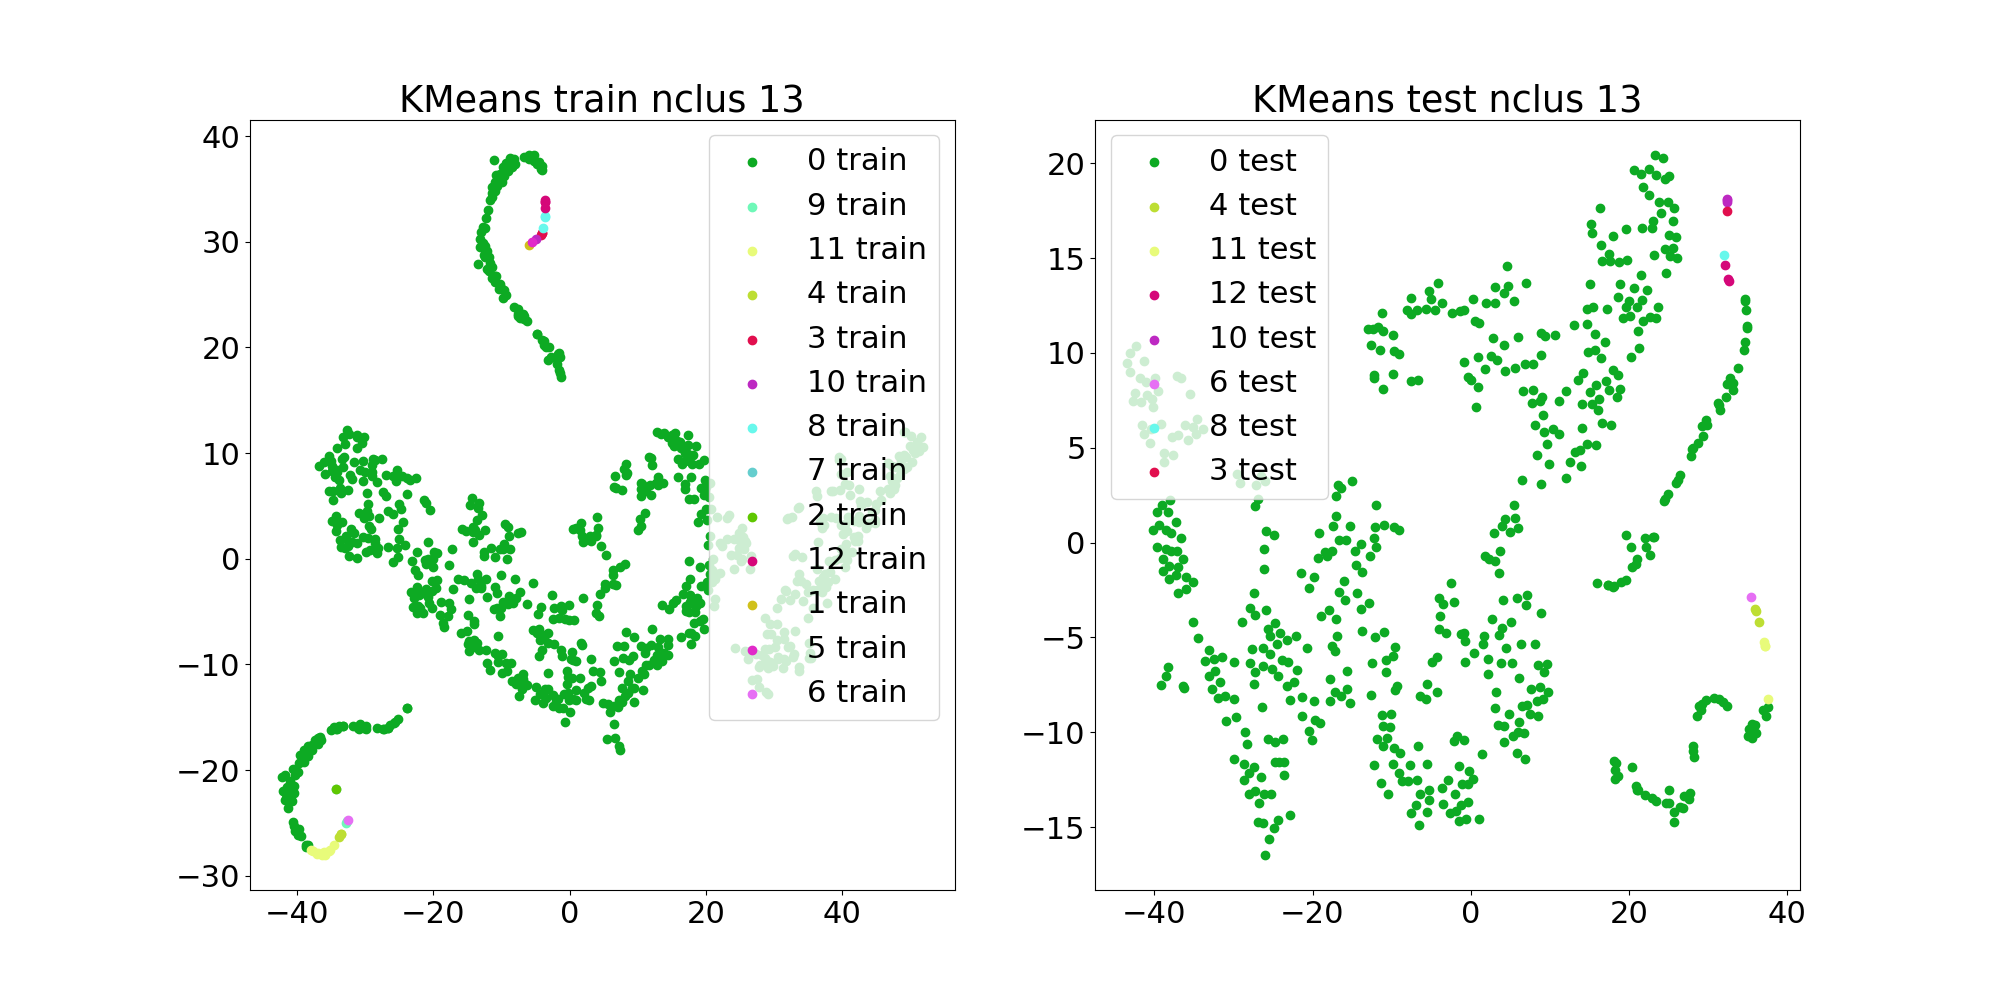 KMeans train nclus 13
40
30
20
10
0
−10
−20
−30
−40
−20
0
20
40
0 train
9 train
11 train
4 train
3 train
10 train
8 train
7 train
2 train
12 train
1 train
5 train
6 train
KMeans test nclus 13
20
15
10
5
0
−5
−10
−15
−40
−20
0
20
40
0 test
4 test
11 test
12 test
10 test
6 test
8 test
3 test